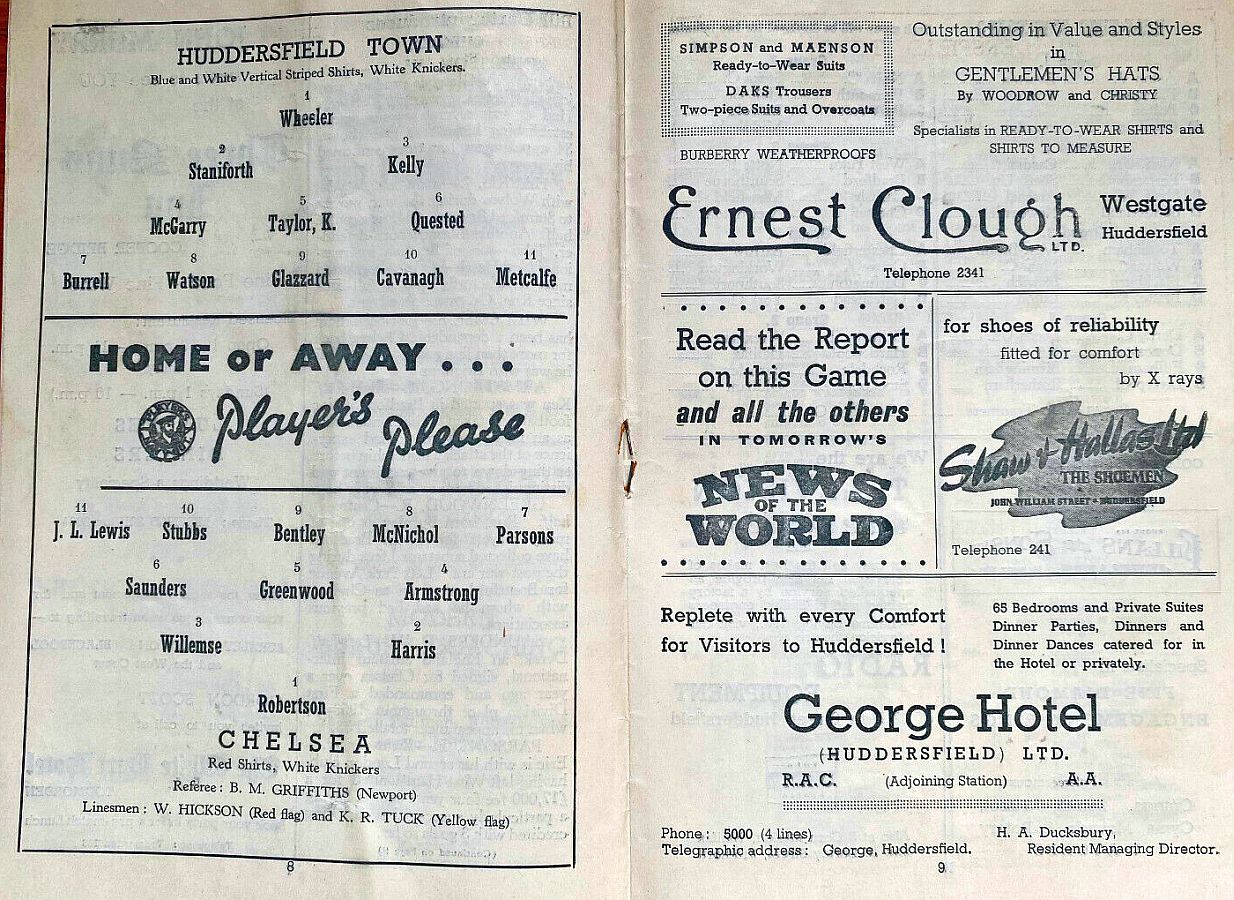 HUDDERSFIELD TOWN
Blue and White Vertical Striped Shirts, White Knickers.
1
Wheeler
2 3
Staniforth Kelly
4 5 6
McGarry Taylor, K. Quested
7 8 9 10 11
Burrell Watson Glazzard Cavanagh Metcalfe
HOME or AWAY . . .
PLAYER'S
Player's Please
11 10 9 8 7
J. L. Lewis Stubbs Bentley McNichol Parsons
6 5 4
Saunders Greenwood Armstrong
3 2
Willemse Harris
1
Robertson
CHELSEA
Red Shirts, White Knickers
Referee: B. M. GRIFFITHS (Newport)
Linesmen: W. HICKSON (Red flag) and K. R. TUCK (Yellow flag)
8
SIMPSON and MAENSON
Ready-to-Wear Suits
DAKS Trousers
Two-piece Suits and Overcoats
BURBERRY WEATHERPROOFS
Outstanding in Value and Styles
in
GENTLEMEN'S HATS
By WOODROW and CHRISTY
Specialists in READY-TO-WEAR SHIRTS and
SHIRTS TO MEASURE
Ernest Clough LTD.
Westgate
Huddersfield
Telephone 2341
Read the Report
on this Game
and all the others
IN TOMORROW'S
NEWS
OF THE
WORLD
for shoes of reliability
fitted for comfort
by X rays
Shaw & Hallas Ltd
THE SHOEMEN
JOHN WILLIAM STREET - HUDDERSFIELD
Telephone 241
Replete with every Comfort
for Visitors to Huddersfield!
65 Bedrooms and Private Suites
Dinner Parties, Dinners and
Dinner Dances catered for in
the Hotel or privately.
George Hotel
(HUDDERSFIELD) LTD.
R.A.C. (Adjoining Station) A.A.
Phone: 5000 (4 lines)
Telegraphic address: George, Huddersfield.
H. A. Ducksbury,
Resident Managing Director.
9